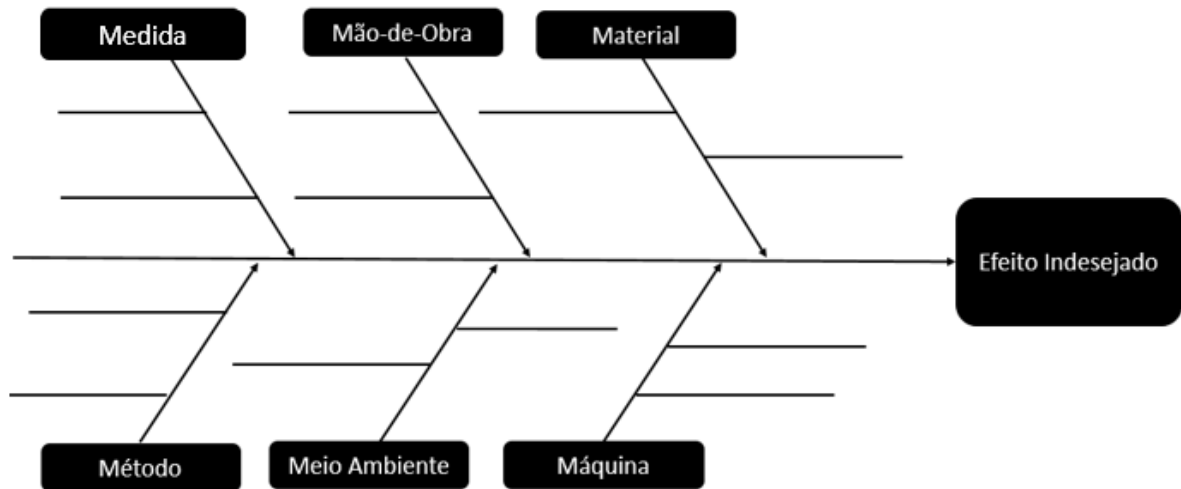 Medida
Mão-de-Obra
Material
Efeito Indesejado
Método
Meio Ambiente
Máquina